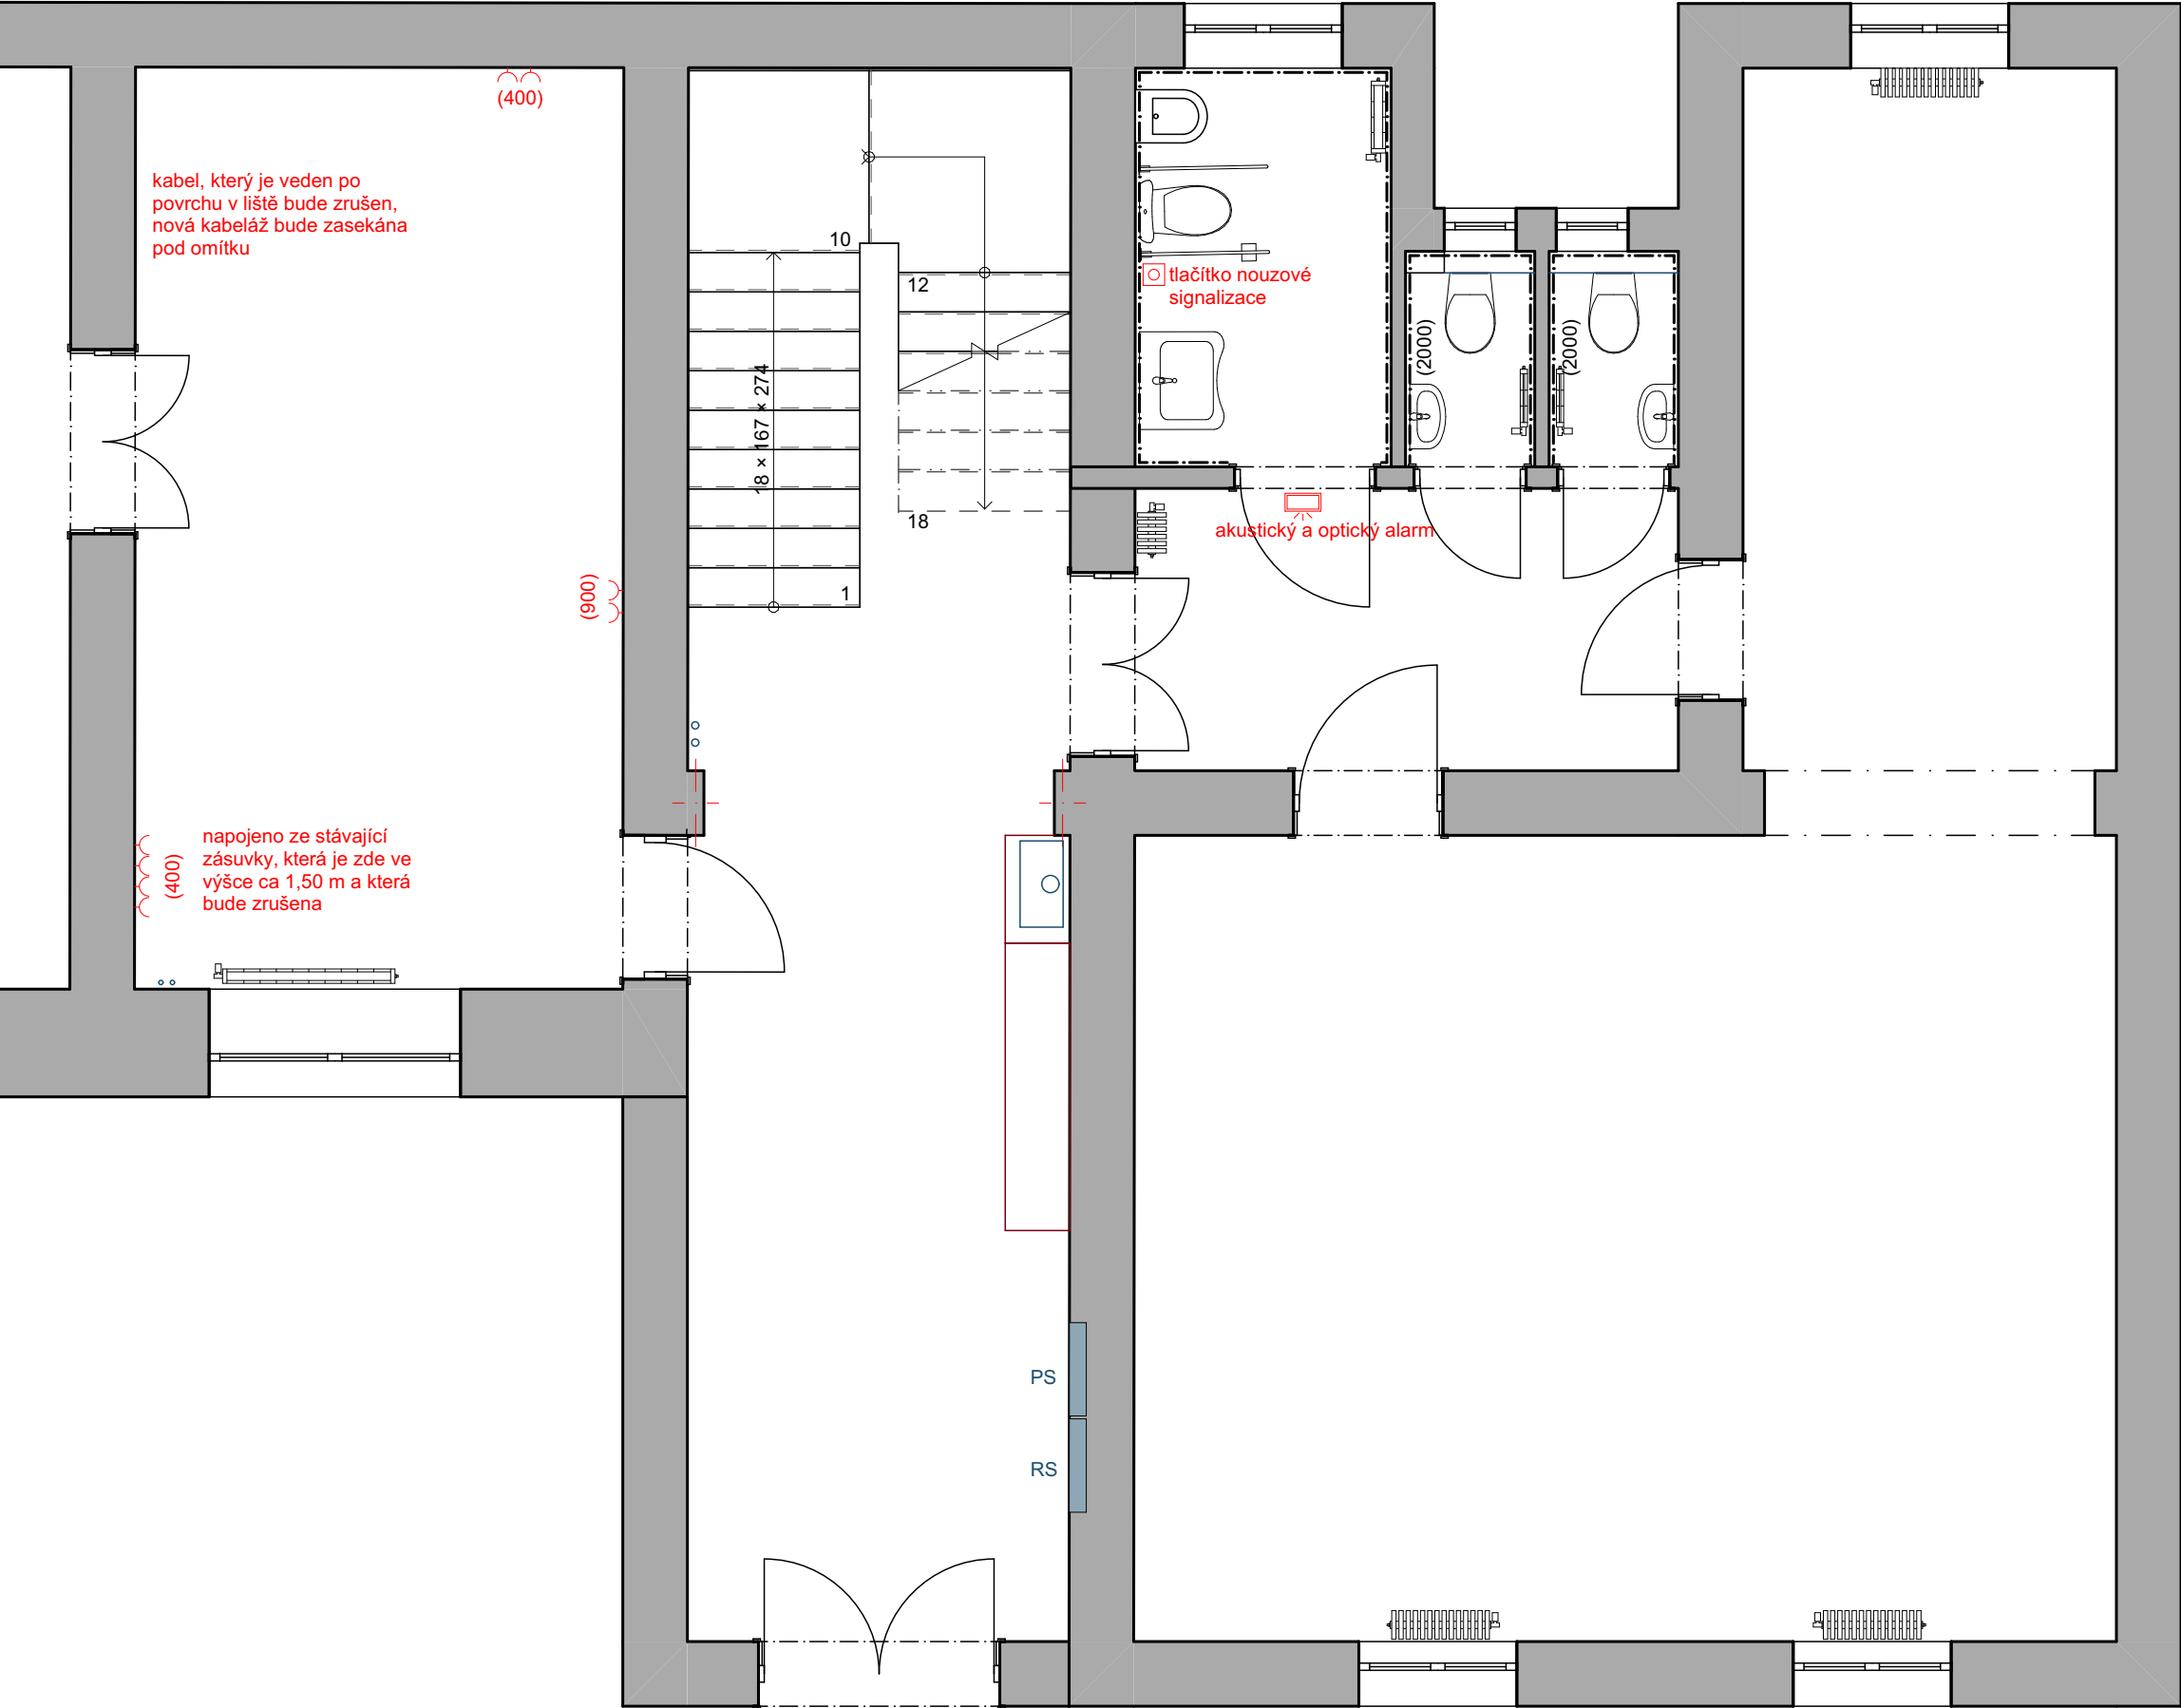 (400)
kabel, který je veden po
povrchu v liště bude zrušen,
nová kabeláž bude zasekána
pod omítku
10
12
tlačítko nouzové
signalizace
(2000)
(2000)
18 × 167 × 274
18
akustický a optický alarm
(900)
1
napojeno ze stávající
zásuvky, která je zde ve
výšce ca 1,50 m a která
bude zrušena
(400)
PS
RS